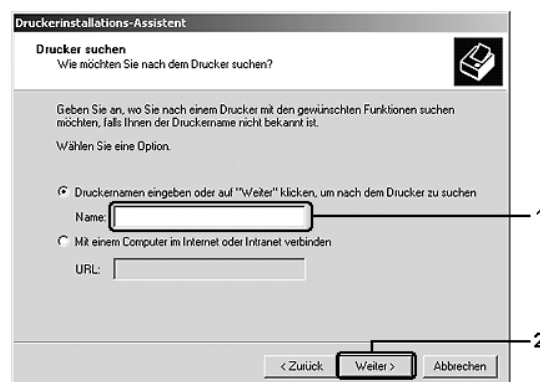 Druckerinstallations-Assistent
Drucker suchen
Wie möchten Sie nach dem Drucker suchen?
Geben Sie an, wo Sie nach einem Drucker mit den gewünschten Funktionen suchen
möchten, falls Ihnen der Druckername nicht bekannt ist.
Wählen Sie eine Option.
Druckernamen eingeben oder auf "Weiter" klicken, um nach dem Drucker zu suchen
Name:
1
Mit einem Computer im Internet oder Intranet verbinden
URL:
2
< Zurück
Weiter >
Abbrechen